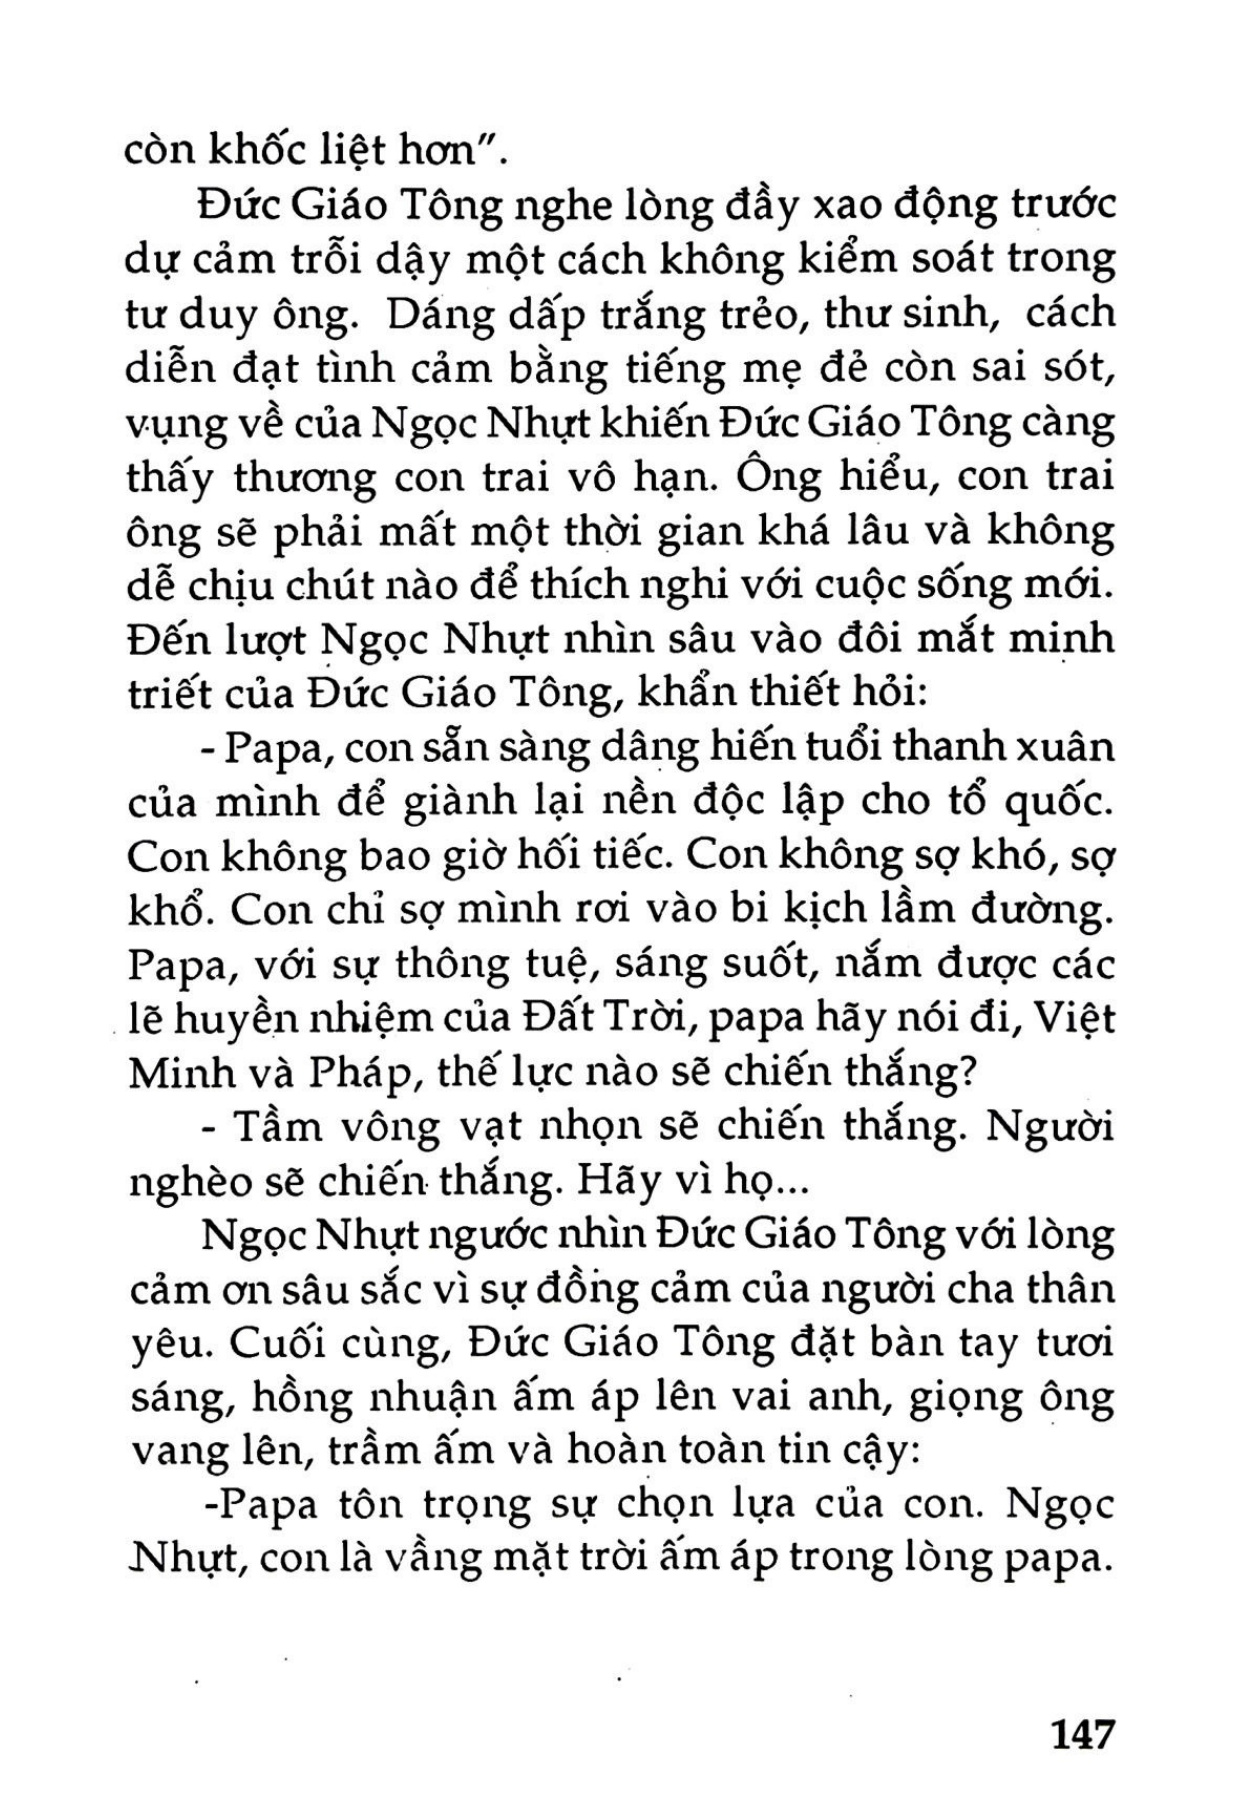 còn khốc liệt hơn".
Đức Giáo Tông nghe lòng đầy xao động trước
dự cảm trỗi dậy một cách không kiểm soát trong
tư duy ông. Dáng dấp trắng trẻo, thư sinh, cách
diễn đạt tình cảm bằng tiếng mẹ đẻ còn sai sót,
vụng về của Ngọc Nhựt khiến Đức Giáo Tông càng
thấy thương con trai vô hạn. Ông hiểu, con trai
ông sẽ phải mất một thời gian khá lâu và không
dễ chịu chút nào để thích nghi với cuộc sống mới.
Đến lượt Ngọc Nhựt nhìn sâu vào đôi mắt minh
triết của Đức Giáo Tông, khẩn thiết hỏi:
- Papa, con sẵn sàng dâng hiến tuổi thanh xuân
của mình để giành lại nền độc lập cho tổ quốc.
Con không bao giờ hối tiếc. Con không sợ khó, sợ
khổ. Con chỉ sợ mình rơi vào bi kịch lầm đường.
Papa, với sự thông tuệ, sáng suốt, nắm được các
lẽ huyền nhiệm của Đất Trời, papa hãy nói đi, Việt
Minh và Pháp, thế lực nào sẽ chiến thắng?
- Tầm vông vạt nhọn sẽ chiến thắng. Người
nghèo sẽ chiến thắng. Hãy vì họ...
Ngọc Nhựt ngước nhìn Đức Giáo Tông với lòng
cảm ơn sâu sắc vì sự đồng cảm của người cha thân
yêu. Cuối cùng, Đức Giáo Tông đặt bàn tay tươi
sáng, hồng nhuận ấm áp lên vai anh, giọng ông
vang lên, trầm ấm và hoàn toàn tin cậy:
-Papa tôn trọng sự chọn lựa của con. Ngọc
Nhựt, con là vầng mặt trời ấm áp trong lòng papa.
147